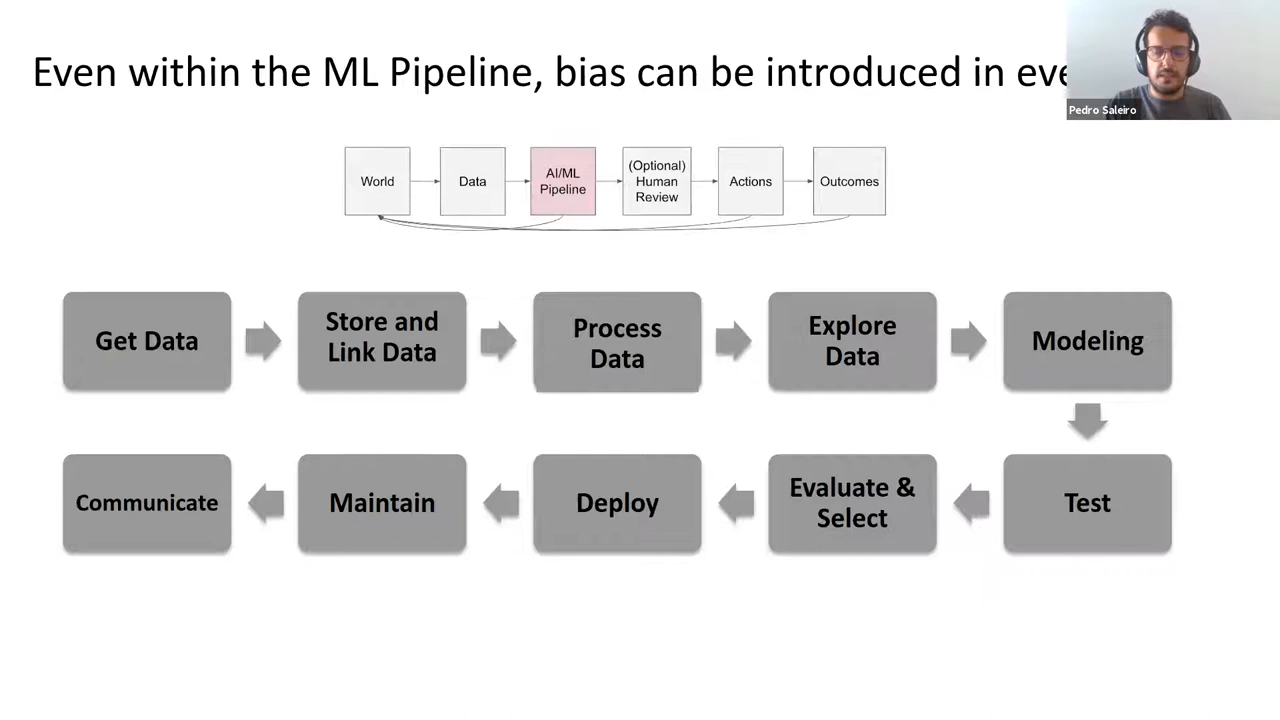 Even within the ML Pipeline, bias can be introduced in
Pedro Saleiro
World
Data
AI/ML
Pipeline
(Optional)
Human
Review
Actions
Outcomes
Get Data
Store and
Link Data
Process
Data
Explore
Data
Modeling
Communicate
Maintain
Deploy
Evaluate &
Select
Test